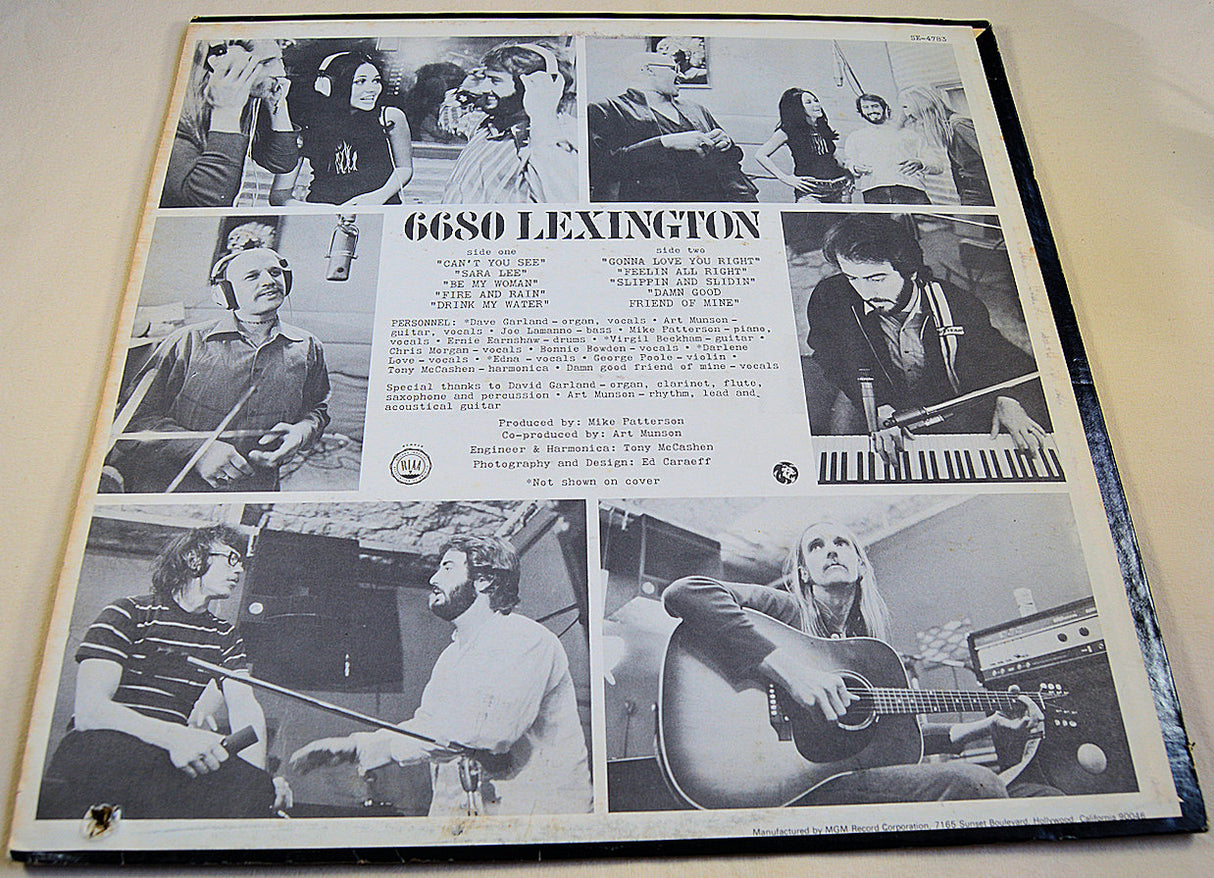 SE-4783
6680 LEXINGTON
side one
"CAN'T YOU SEE"
"SARA LEE"
"BE MY WOMAN"
"FIRE AND RAIN"
"DRINK MY WATER"
side two
"GONNA LOVE YOU RIGHT"
"FEELIN ALL RIGHT"
"SLIPPIN AND SLIDIN"
"DAMN GOOD
FRIEND OF MINE"
PERSONNEL: *Dave Garland – organ, vocals • Art Munson –
guitar, vocals • Joe Lamanno – bass • Mike Patterson – piano,
vocals • Ernie Earnshaw – drums • *Virgil Beckham – guitar •
Chris Morgan – vocals • Bonnie Bowden – vocals • *Darlene
Love – vocals • *Edna – vocals • George Poole – violin •
Tony McCashen – harmonica • Damn good friend of mine – vocals
Special thanks to David Garland – organ, clarinet, flute,
saxophone and percussion • Art Munson – rhythm, lead and
acoustical guitar
Produced by: Mike Patterson
Co-produced by: Art Munson
Engineer & Harmonica: Tony McCashen
Photography and Design: Ed Caraeff
*Not shown on cover
RIAA
Manufactured by MGM Record Corporation, 7165 Sunset Boulevard, Hollywood, California 90046